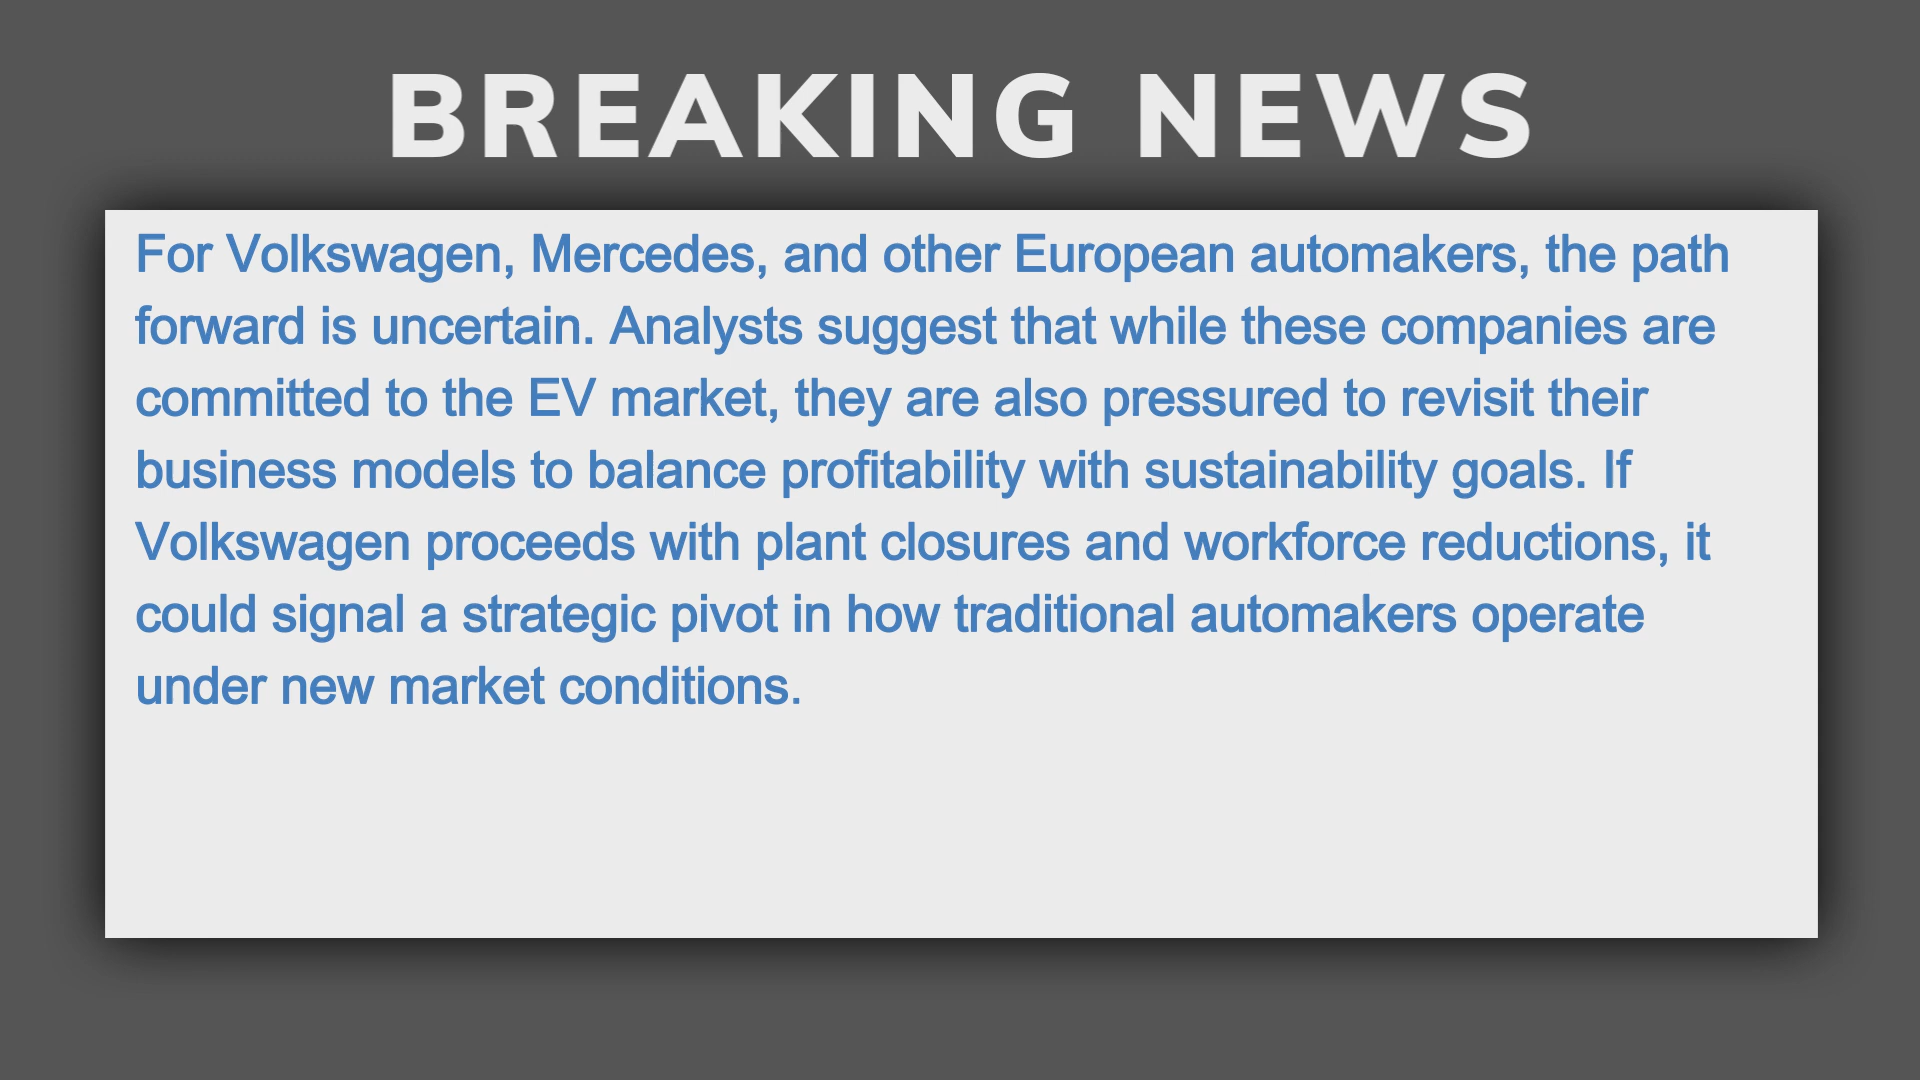 BREAKING NEWS
For Volkswagen, Mercedes, and other European automakers, the path
forward is uncertain. Analysts suggest that while these companies are
committed to the EV market, they are also pressured to revisit their
business models to balance profitability with sustainability goals. If
Volkswagen proceeds with plant closures and workforce reductions, it
could signal a strategic pivot in how traditional automakers operate
under new market conditions.